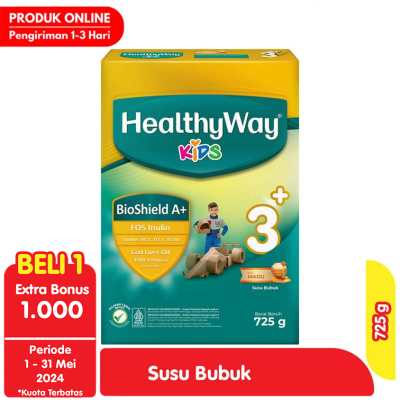 PRODUK ONLINE
Pengiriman 1-3 Hari
HealthyWay
KiDS
BioShield A+
FOS Inulin
Cod Liver Oil
3+
MADU
Susu Bubuk
Berat Bersih
725 g
BELI 1
Extra Bonus
1.000
Periode
1 - 31 Mei
2024
*Kuota Terbatas
725 g
Susu Bubuk